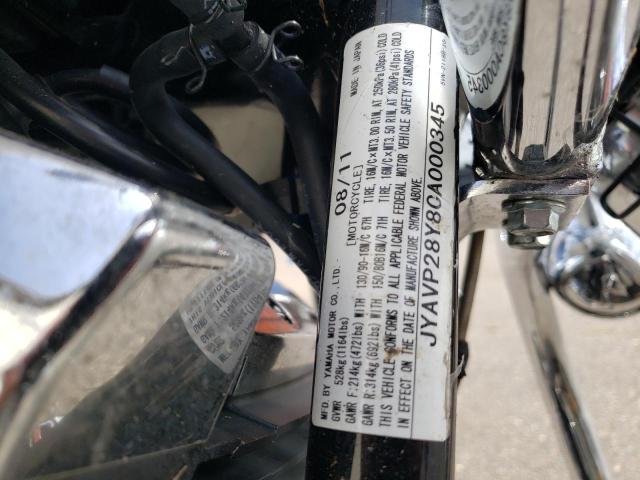 MFD. BY YAMAHA MOTOR CO., LTD. 08/11 MADE IN JAPAN
GVWR 528kg(1164lbs) [MOTORCYCLE]
GAWR F:214kg(472lbs) WITH 130/90-16M/C 67H TIRE, 16M/C×MT3.00 RIM, AT 250kPa(36psi) COLD
GAWR R:314kg(692lbs) WITH 150/80B16M/C 71H TIRE, 16M/C×MT3.50 RIM, AT 280kPa(41psi) COLD
THIS VEHICLE CONFORMS TO ALL APPLICABLE FEDERAL MOTOR VEHICLE SAFETY STANDARDS
IN EFFECT ON THE DATE OF MANUFACTURE SHOWN ABOVE.
JYAVP28Y8CA000345